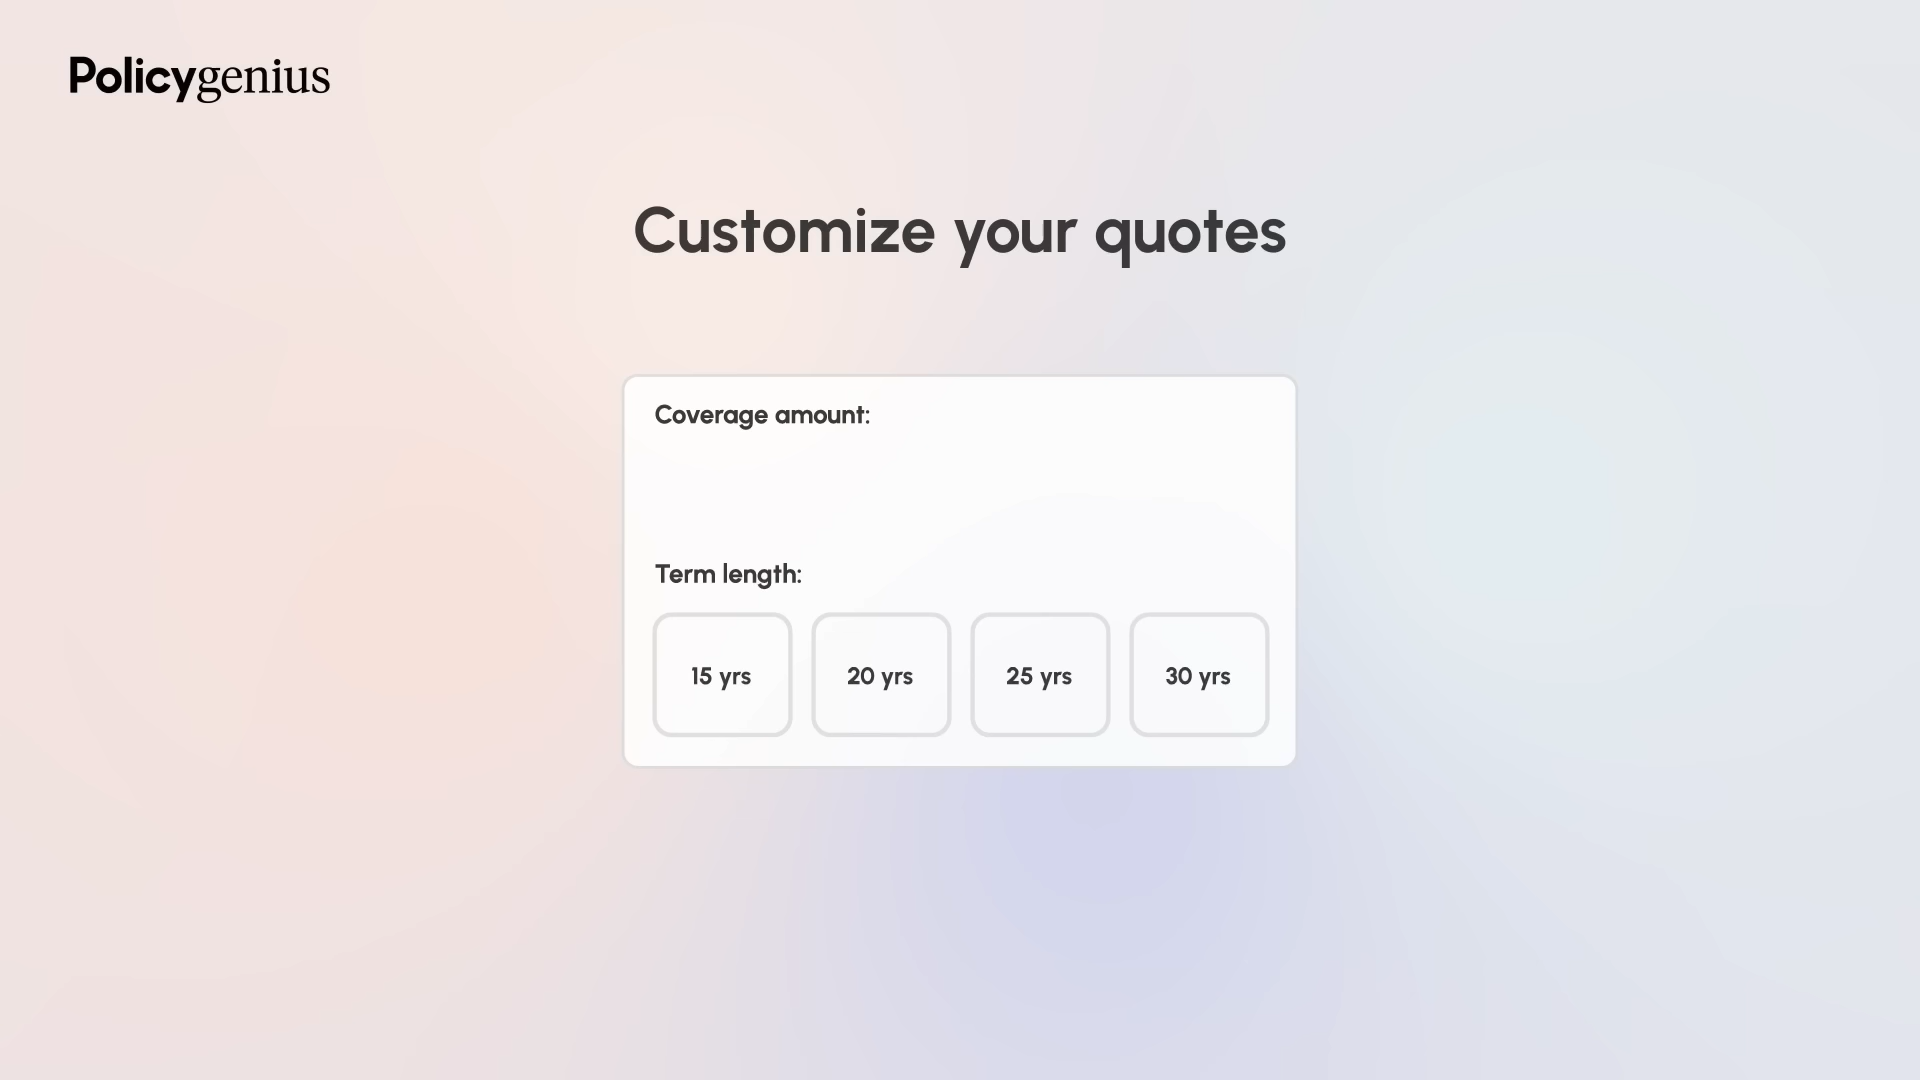 Policygenius
Customize your quotes
Coverage amount:
Term length:
15 yrs 20 yrs 25 yrs 30 yrs